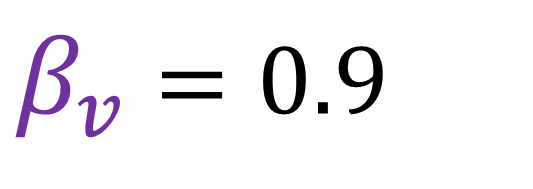 βᵥ = 0.9